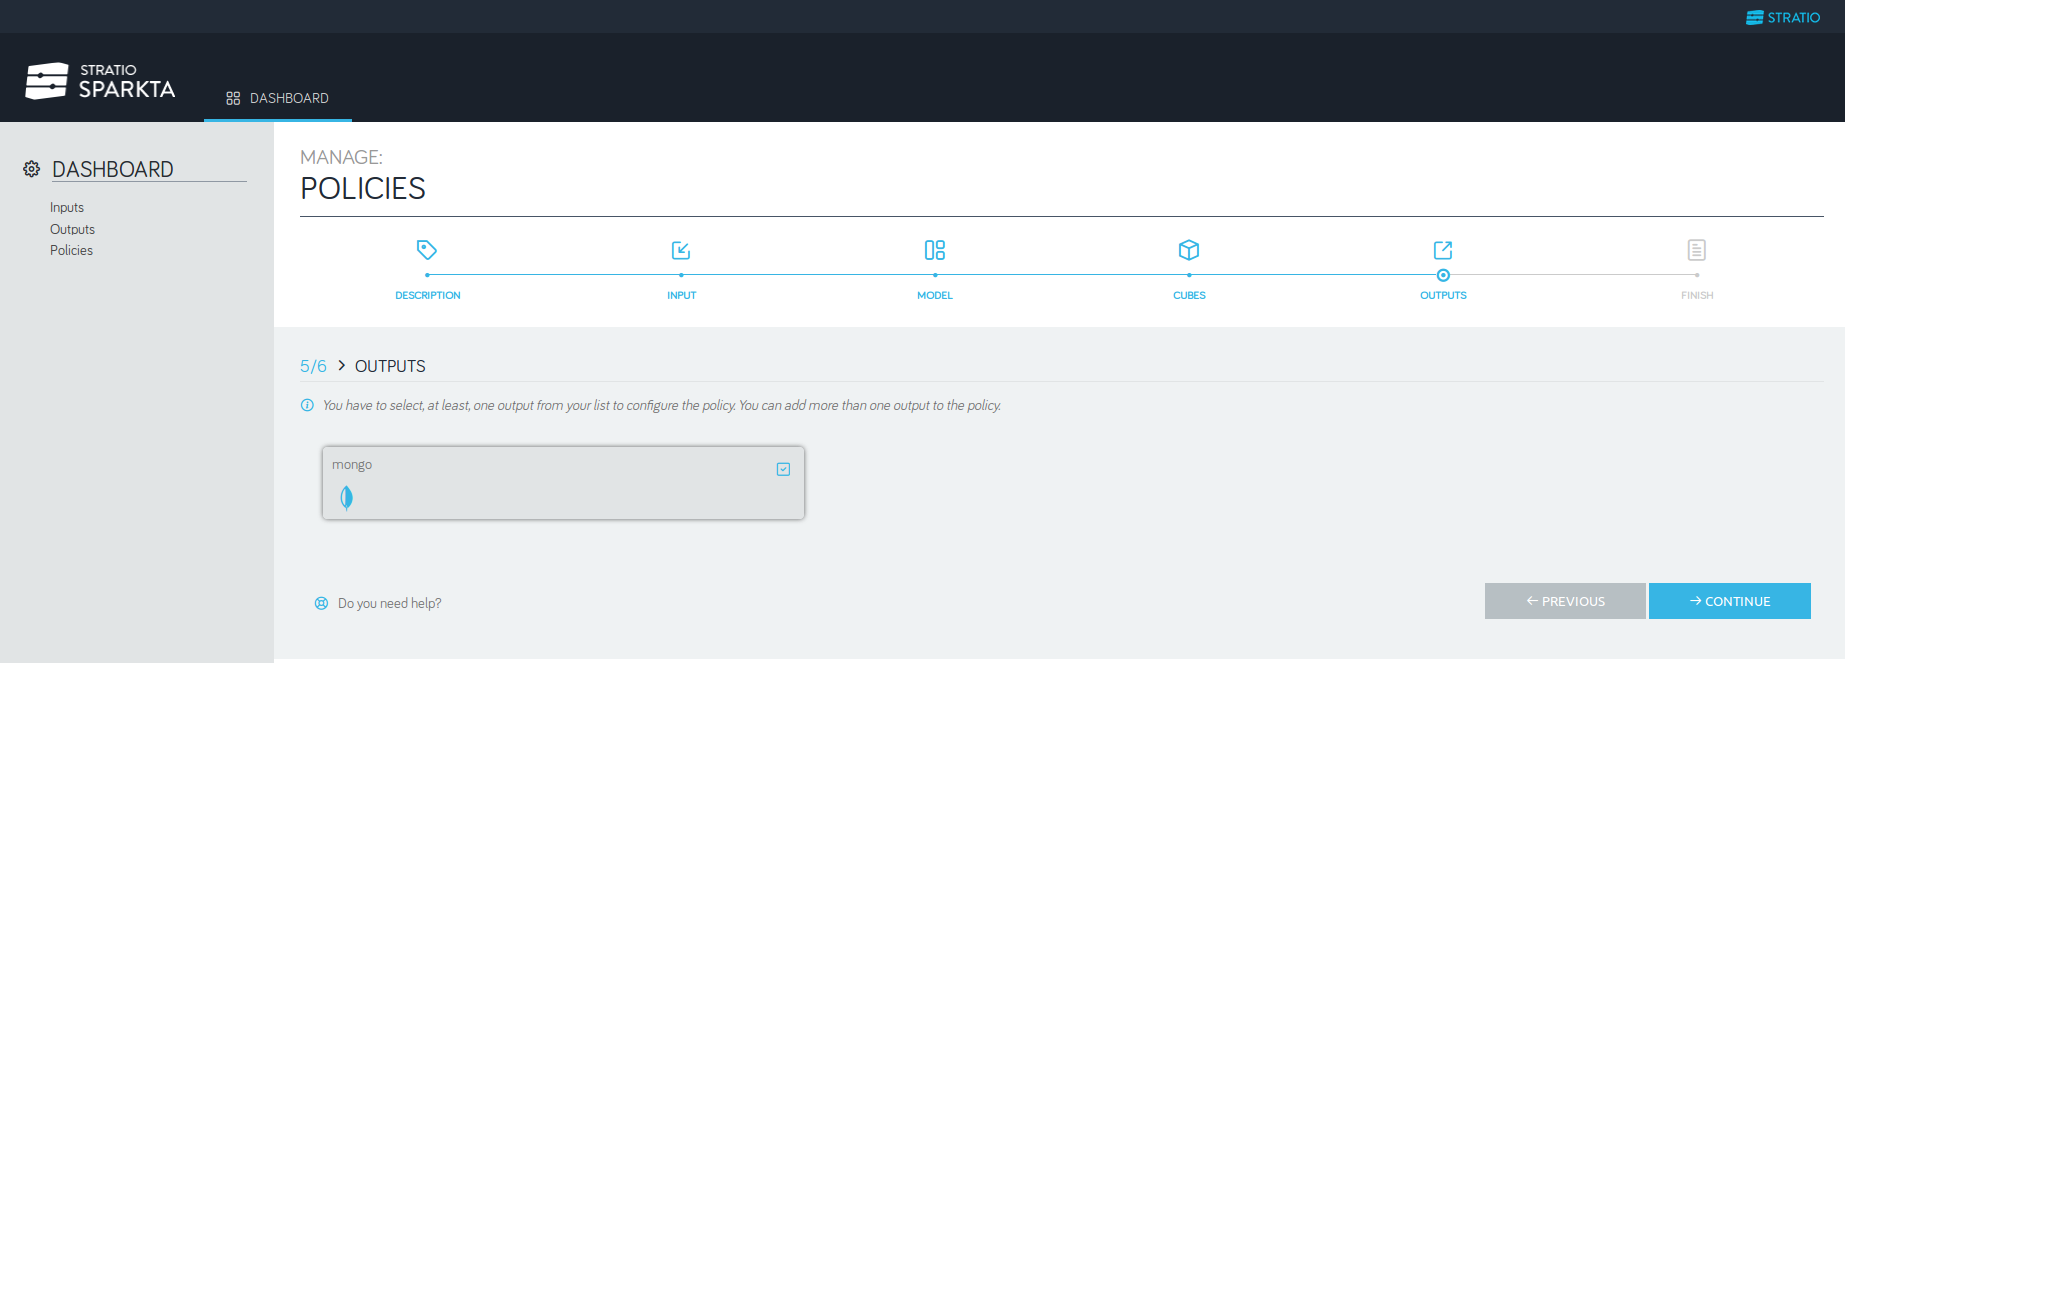 STRATIO
STRATIO
SPARKTA
DASHBOARD
DASHBOARD
Inputs
Outputs
Policies
MANAGE:
POLICIES
DESCRIPTION
INPUT
MODEL
CUBES
OUTPUTS
FINISH
5/6 > OUTPUTS
You have to select, at least, one output from your list to configure the policy. You can add more than one output to the policy.
mongo
Do you need help?
← PREVIOUS
→ CONTINUE